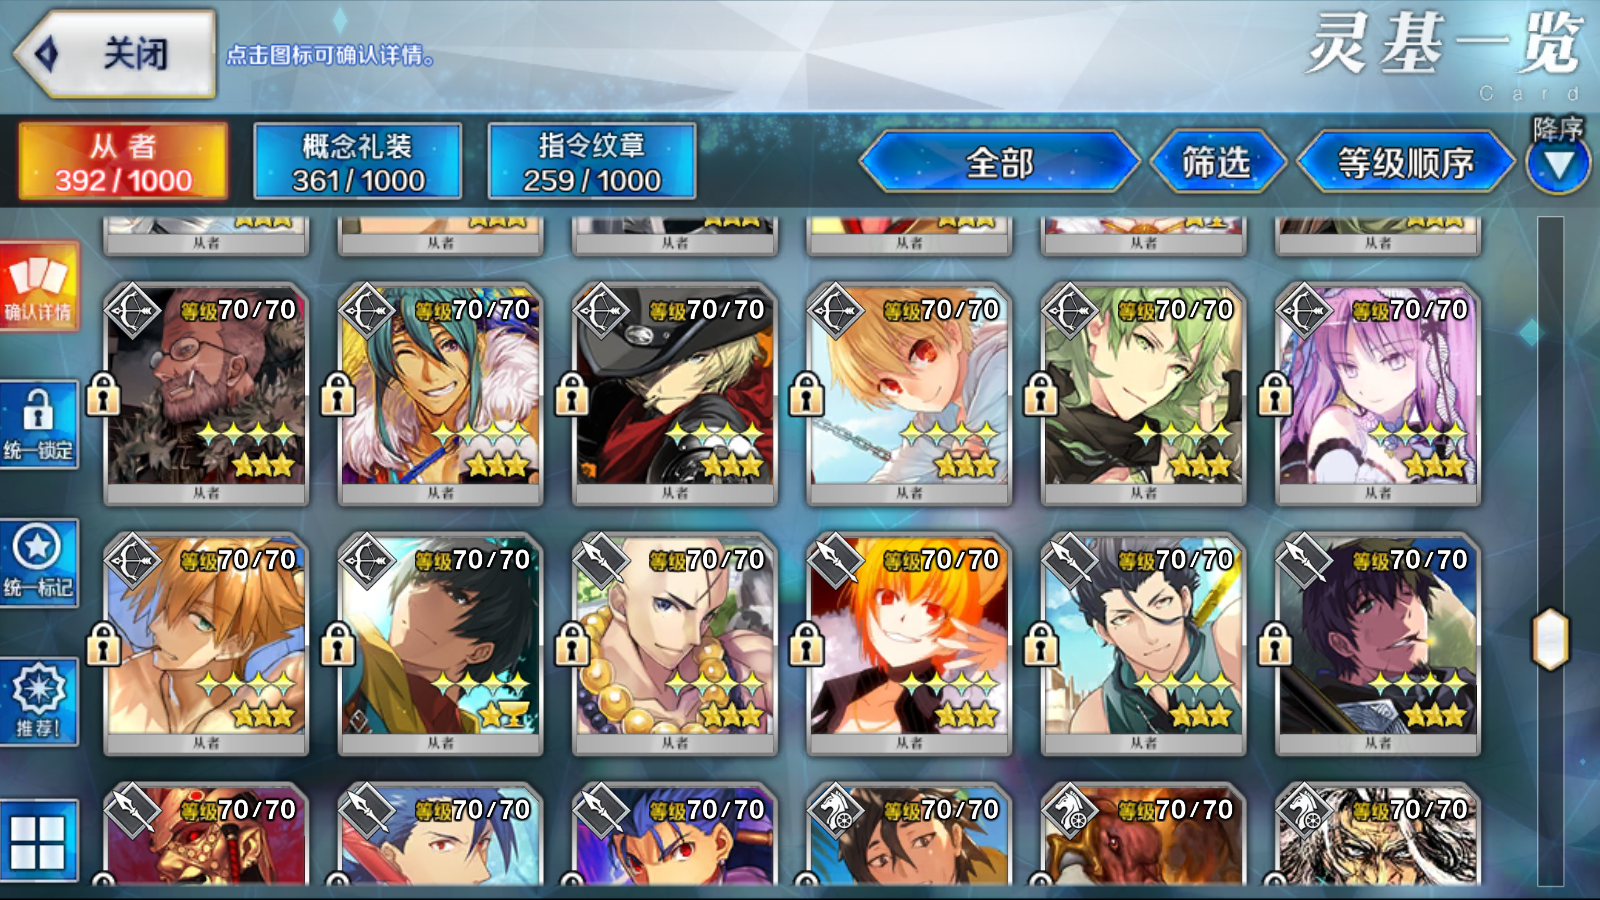 关闭
点击图标可确认详情。
灵基一览
Card
从者
392/1000
概念礼装
361/1000
指令纹章
259/1000
全部
筛选
等级顺序
降序
从者 从者 从者 从者 从者 从者
确认详情
等级70/70 等级70/70 等级70/70 等级70/70 等级70/70 等级70/70
统一锁定
从者 从者 从者 从者 从者 从者
等级70/70 等级70/70 等级70/70 等级70/70 等级70/70 等级70/70
统一标记
推荐!
从者 从者 从者 从者 从者 从者
等级70/70 等级70/70 等级70/70 等级70/70 等级70/70 等级70/70